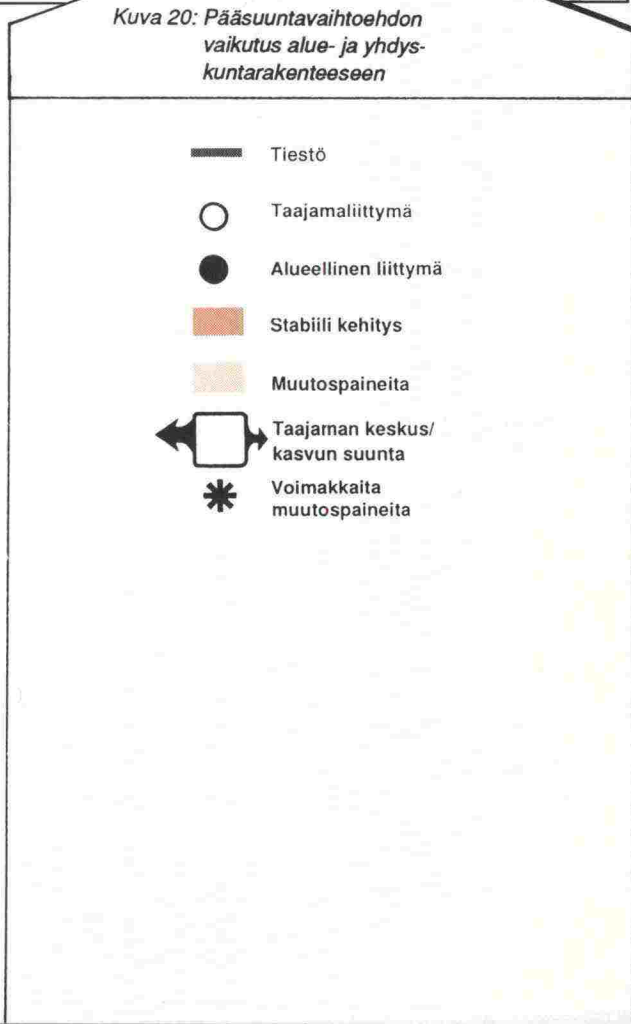 Kuva 20: Pääsuuntavaihtoehdon
vaikutus alue- ja yhdys-
kuntarakenteeseen
Tiestö
Taajamaliittymä
Alueellinen liittymä
Stabiili kehitys
Muutospaineita
Taajaman keskus/
kasvun suunta
Voimakkaita
muutospaineita